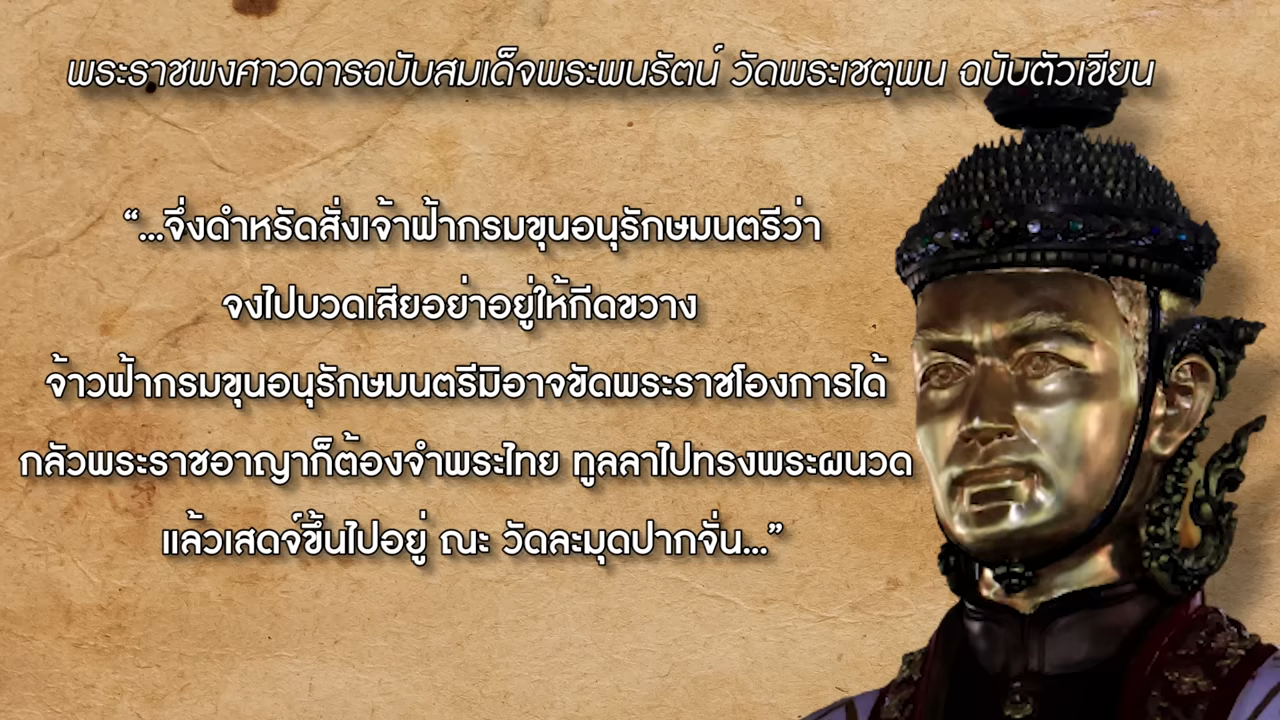 พระราชพงศาวดารฉบับสมเด็จพระพนรัตน์ วัดพระเชตุพน ฉบับตัวเขียน
“...จึ่งดำหรัดสั่งเจ้าฟ้ากรมขุนอนุรักษมนตรีว่า
จงไปบวดเสียอย่าอยู่ให้กีดขวาง
จ้าวฟ้ากรมขุนอนุรักษมนตรีมิอาจขัดพระราชโองการได้
กลัวพระราชอาญาก็ต้องจำพระไทย ทูลลาไปทรงพระผนวด
แล้วเสดจ์ขึ้นไปอยู่ ณะ วัดละมุดปากจั่น...”